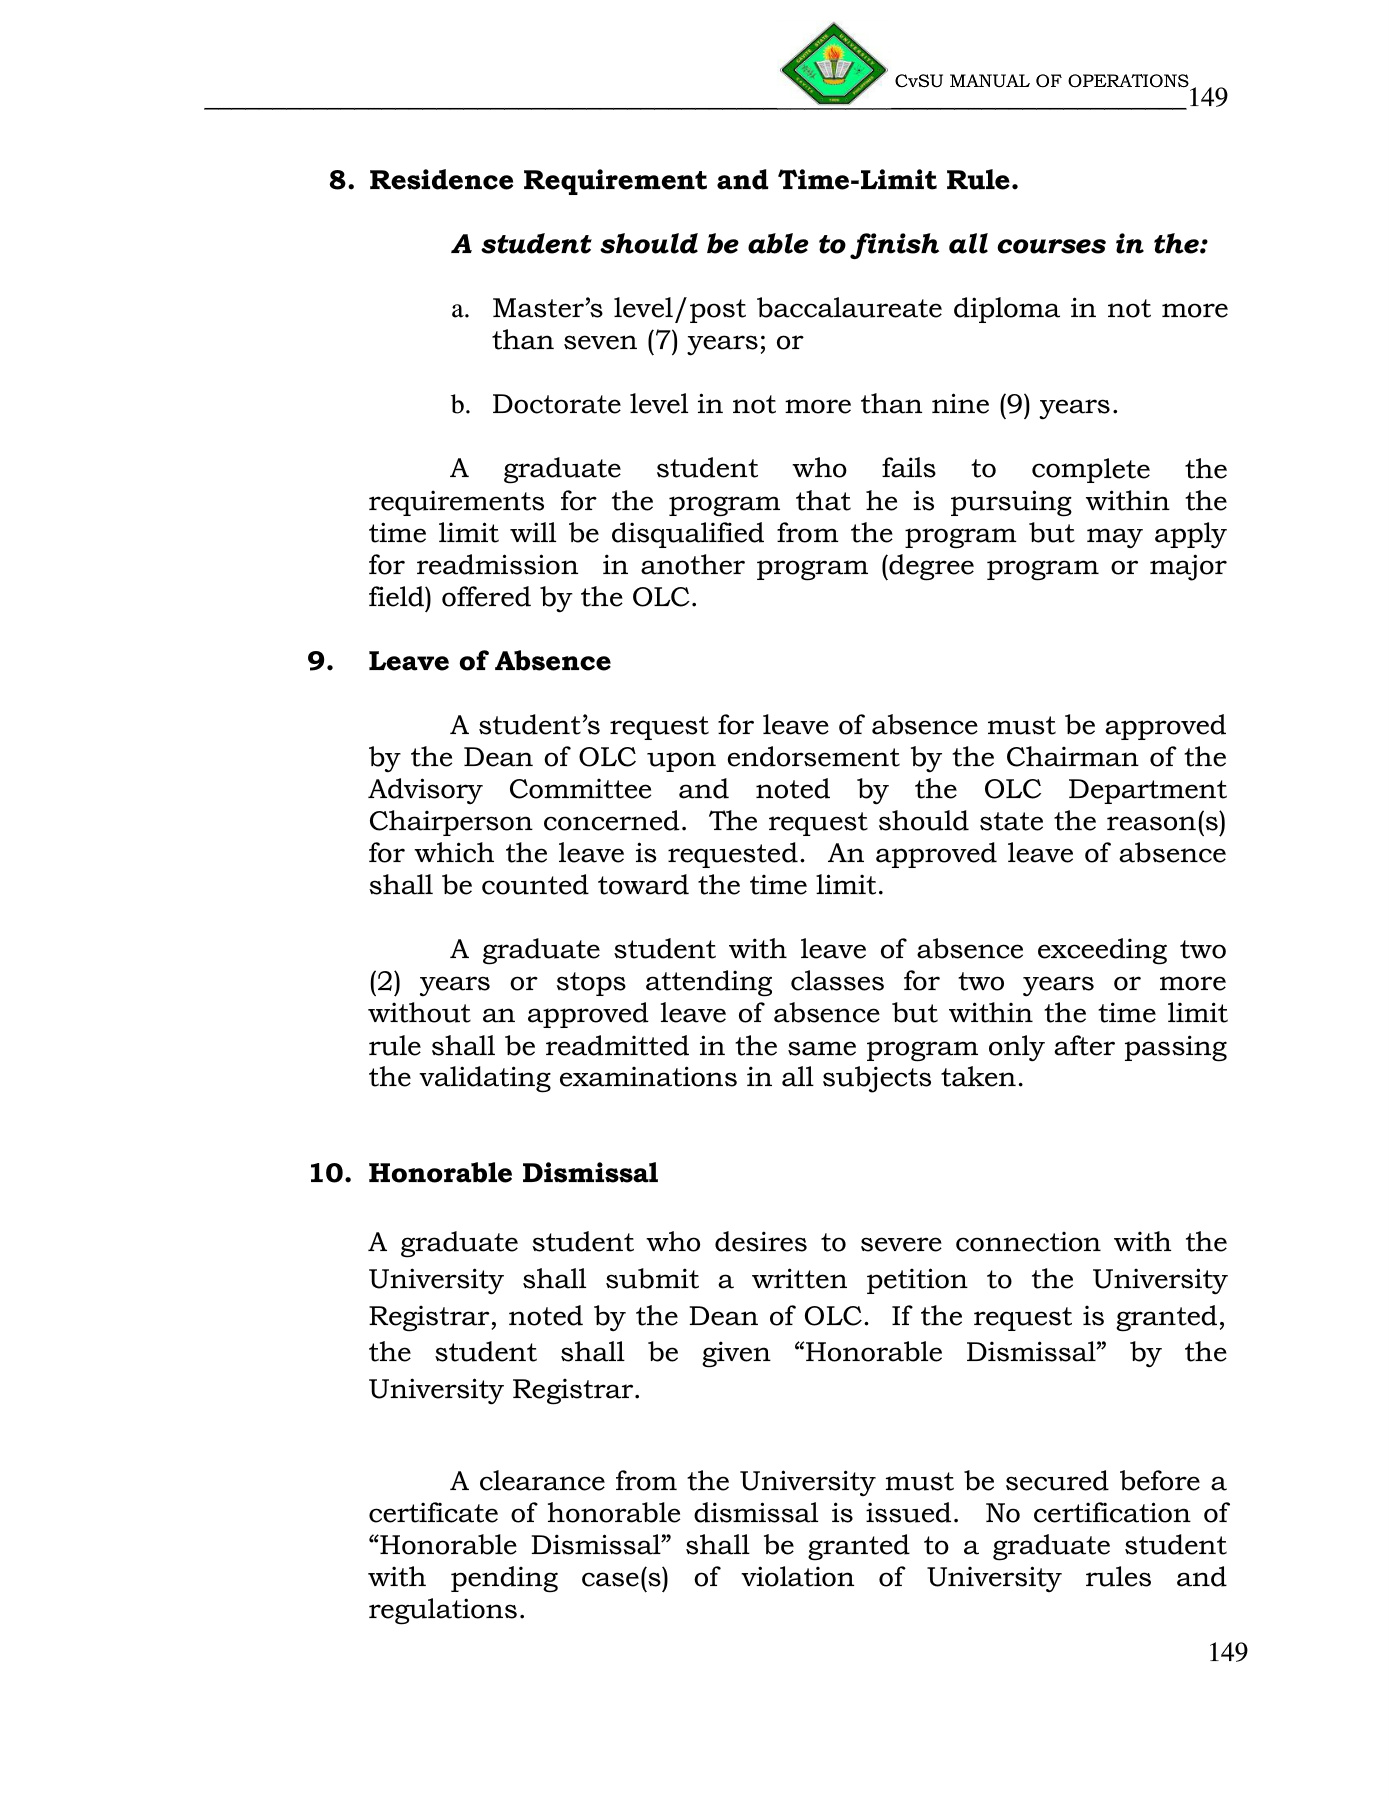 CvSU MANUAL OF OPERATIONS
149
8. Residence Requirement and Time-Limit Rule.
A student should be able to finish all courses in the:
a. Master’s level/post baccalaureate diploma in not more
than seven (7) years; or
b. Doctorate level in not more than nine (9) years.
A graduate student who fails to complete the
requirements for the program that he is pursuing within the
time limit will be disqualified from the program but may apply
for readmission in another program (degree program or major
field) offered by the OLC.
9. Leave of Absence
A student’s request for leave of absence must be approved
by the Dean of OLC upon endorsement by the Chairman of the
Advisory Committee and noted by the OLC Department
Chairperson concerned. The request should state the reason(s)
for which the leave is requested. An approved leave of absence
shall be counted toward the time limit.
A graduate student with leave of absence exceeding two
(2) years or stops attending classes for two years or more
without an approved leave of absence but within the time limit
rule shall be readmitted in the same program only after passing
the validating examinations in all subjects taken.
10. Honorable Dismissal
A graduate student who desires to severe connection with the
University shall submit a written petition to the University
Registrar, noted by the Dean of OLC. If the request is granted,
the student shall be given “Honorable Dismissal” by the
University Registrar.
A clearance from the University must be secured before a
certificate of honorable dismissal is issued. No certification of
“Honorable Dismissal” shall be granted to a graduate student
with pending case(s) of violation of University rules and
regulations.
149